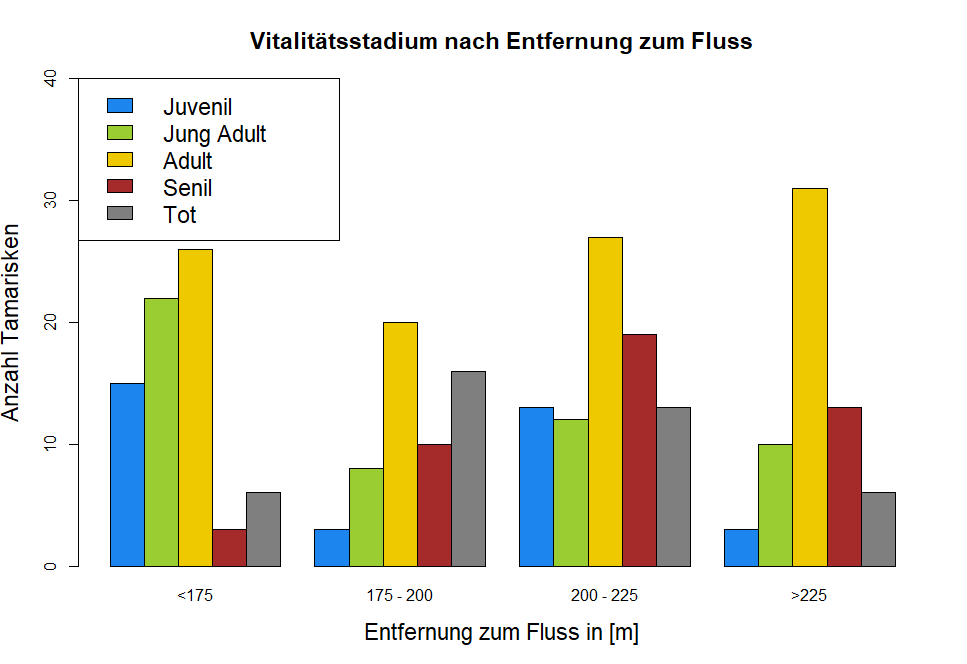 Vitalitätsstadium nach Entfernung zum Fluss
Juvenil
Jung Adult
Adult
Senil
Tot
Anzahl Tamarisken
40
30
20
10
0
<175
175 - 200
200 - 225
>225
Entfernung zum Fluss in [m]